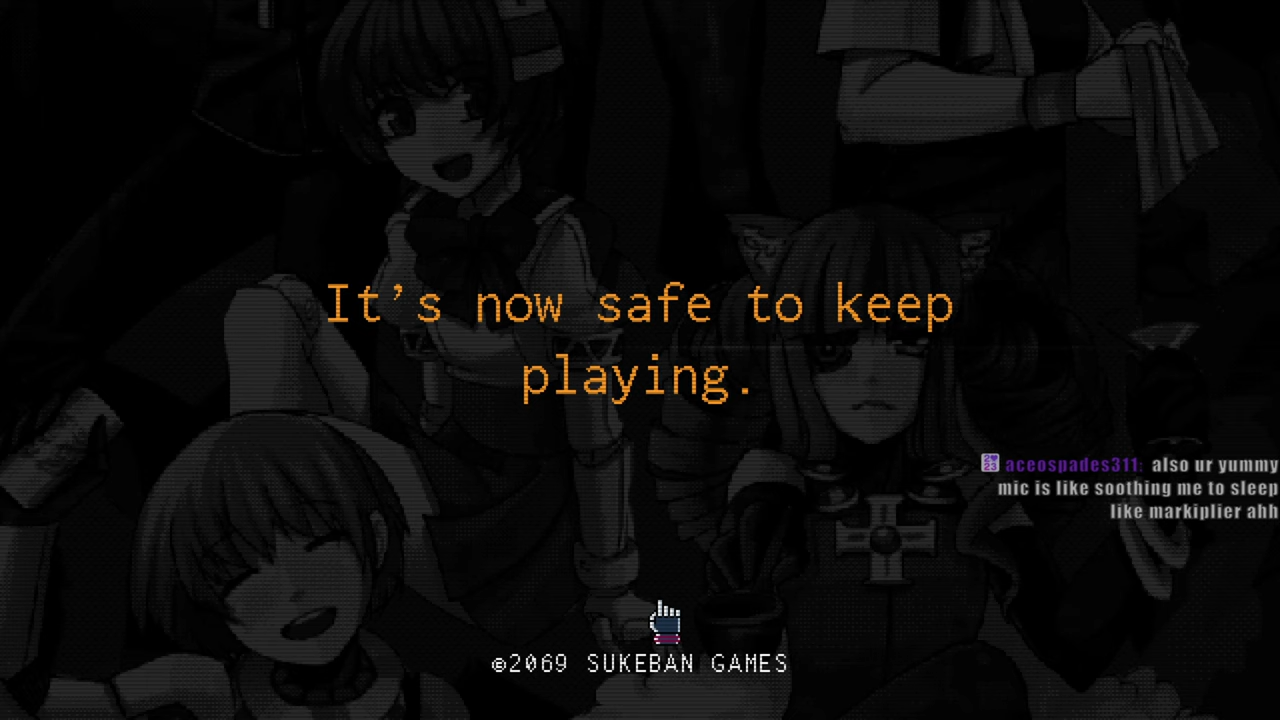 It's now safe to keep
playing.
aceospades311: also ur yummy
mic is like soothing me to sleep
like markiplier ahh
©2069 SUKEBAN GAMES